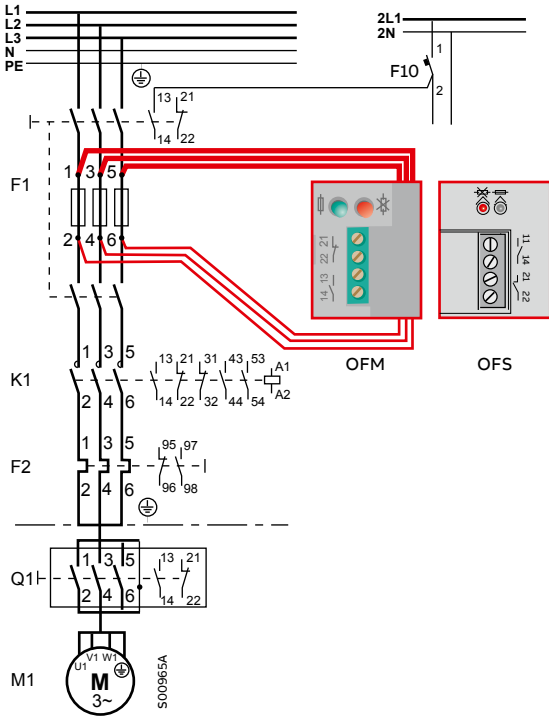 L1
L2
L3
N
PE
2L1
2N
F10
1
2
13 21
14 22
F1
1 3 5
2 4 6
21
22
13
14
11
14
21
22
OFM
OFS
K1
1 3 5
2 4 6
13 21 31 43 53
14 22 32 44 54
A1
A2
F2
1 3 5
2 4 6
95 97
96 98
Q1
1 3 5
2 4 6
13 21
14 22
M1
U1 V1 W1
M
3~
S00965A